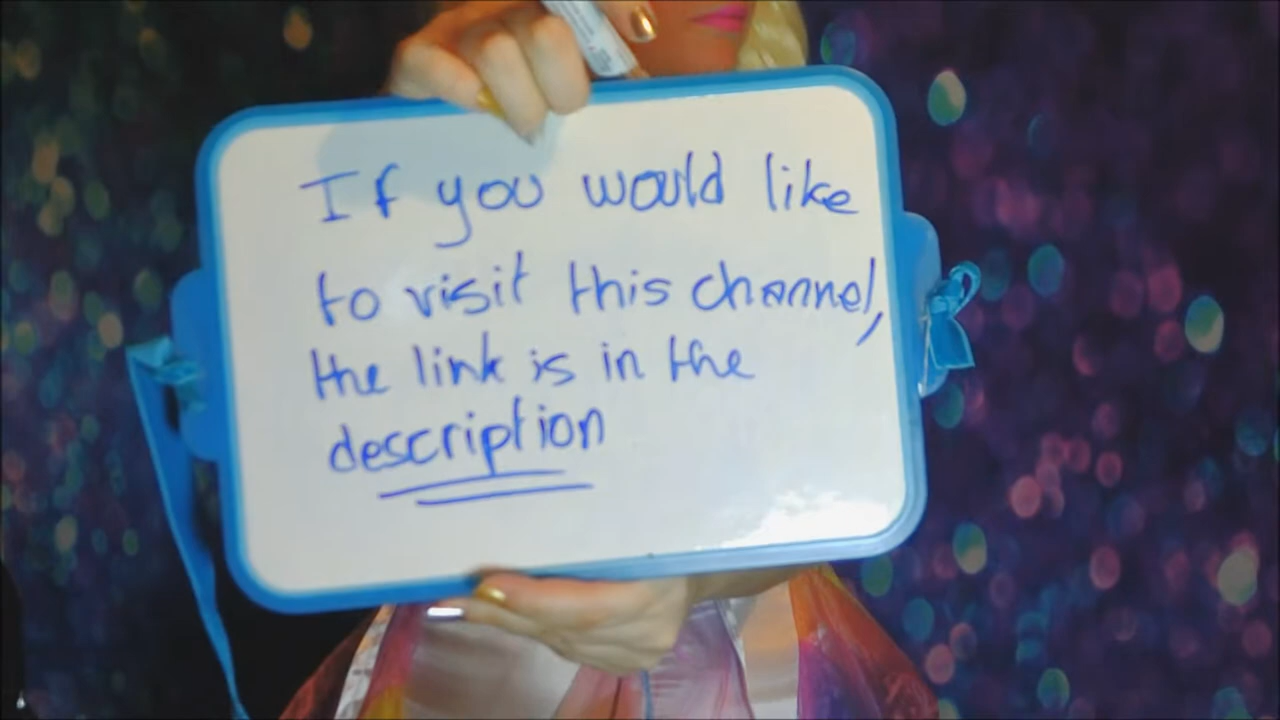 If you would like
to visit this channel,
the link is in the
description